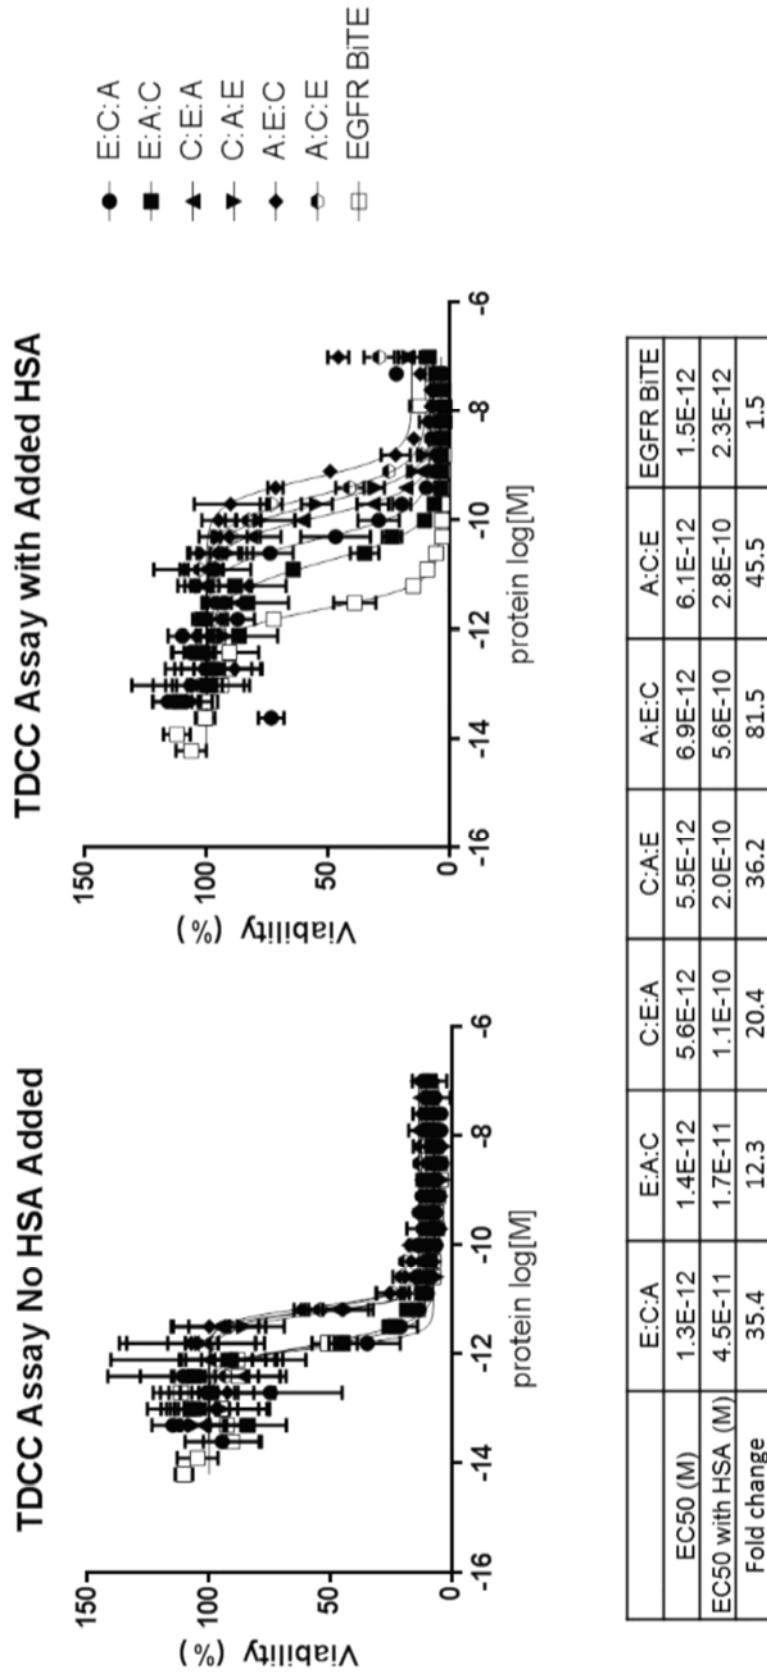 TDCC Assay No HSA Added
Viability (%)
150
100
50
0
-16
-14
-12
-10
-8
-6
protein log[M]
TDCC Assay with Added HSA
Viability (%)
150
100
50
0
-16
-14
-12
-10
-8
-6
protein log[M]
E:C:A
E:A:C
C:E:A
C:A:E
A:E:C
A:C:E
EGFR BiTE
E:C:A E:A:C C:E:A C:A:E A:E:C A:C:E EGFR BiTE
EC50 (M) 1.3E-12 1.4E-12 5.6E-12 5.5E-12 6.9E-12 6.1E-12 1.5E-12
EC50 with HSA (M) 4.5E-11 1.7E-11 1.1E-10 2.0E-10 5.6E-10 2.8E-10 2.3E-12
Fold change 35.4 12.3 20.4 36.2 81.5 45.5 1.5